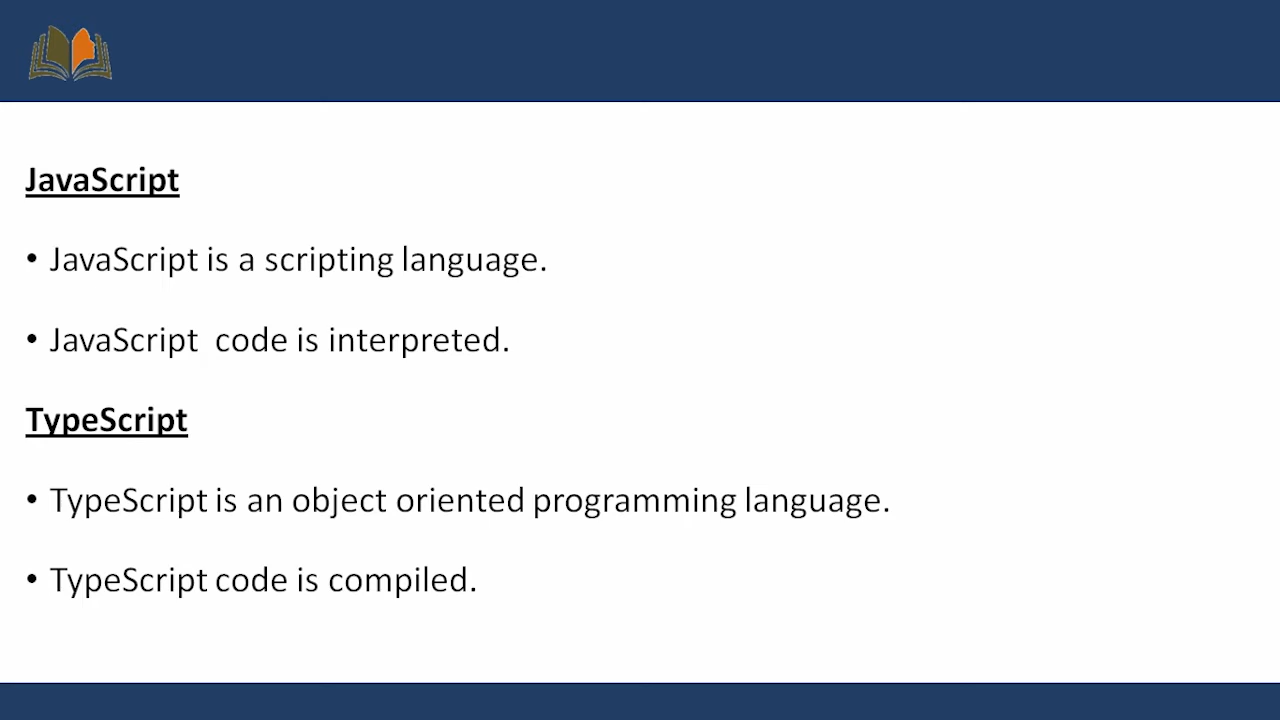 JavaScript
• JavaScript is a scripting language.
• JavaScript  code is interpreted.
TypeScript
• TypeScript is an object oriented programming language.
• TypeScript code is compiled.